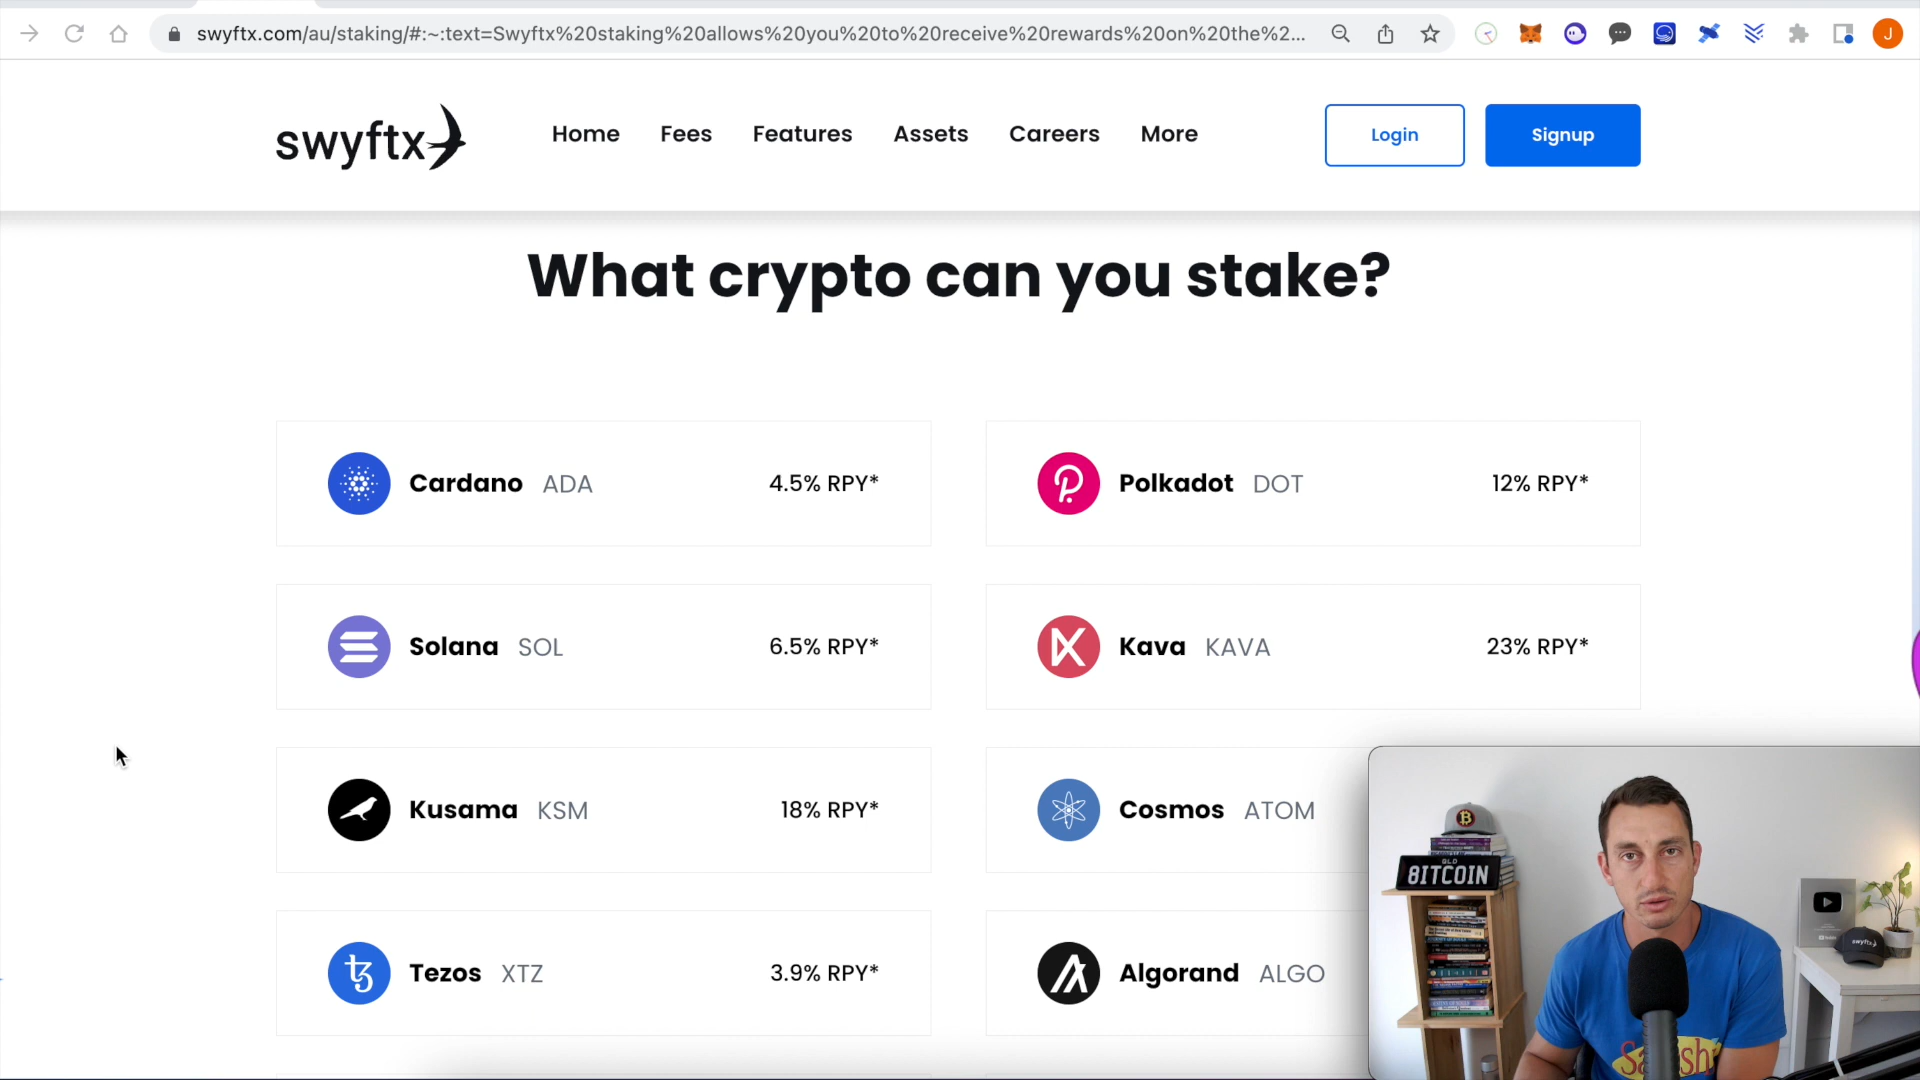 swyftx.com/au/staking/#:~:text=Swyftx%20staking%20allows%20you%20to%20receive%20rewards%20on%20the%2...
J
swyftx
Home Fees Features Assets Careers More
Login
Signup
What crypto can you stake?
Cardano ADA 4.5% RPY*
Polkadot DOT 12% RPY*
Solana SOL 6.5% RPY*
Kava KAVA 23% RPY*
Kusama KSM 18% RPY*
Cosmos ATOM
Tezos XTZ 3.9% RPY*
Algorand ALGO
QLD
8ITCOIN
swyftx